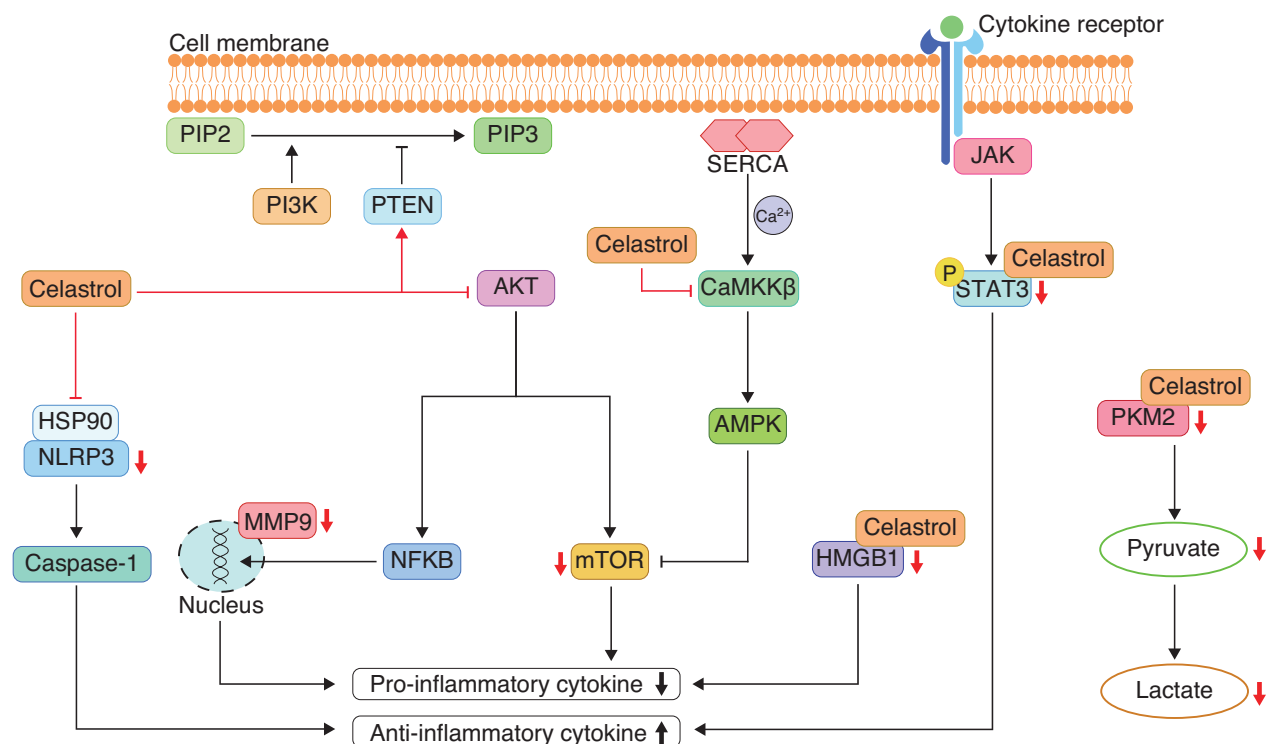 Cytokine receptor
Cell membrane
PIP2
PIP3
JAK
SERCA
PI3K
PTEN
Ca2+
Celastrol
Celastrol
P
Celastrol
AKT
CaMKKβ
STAT3
Celastrol
HSP90
PKM2
AMPK
NLRP3
MMP9
Celastrol
Pyruvate
Caspase-1
NFKB
mTOR
HMGB1
Nucleus
Pro-inflammatory cytokine
Lactate
Anti-inflammatory cytokine